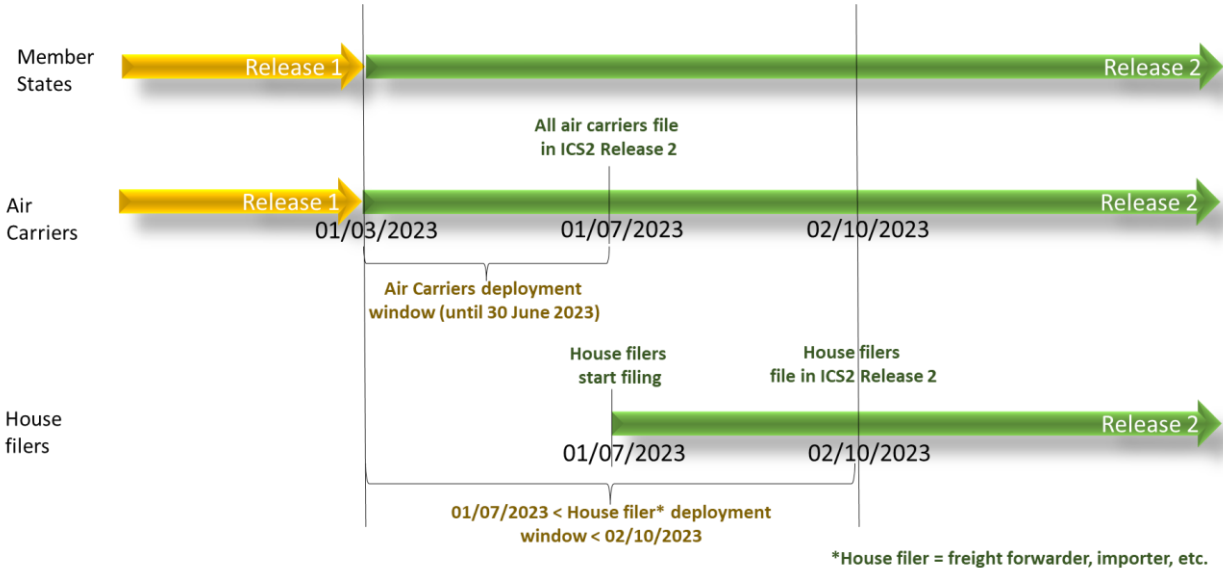 Member
States
Release 1
Release 2
All air carriers file
in ICS2 Release 2
Air
Carriers
Release 1
Release 2
01/03/2023
01/07/2023
02/10/2023
Air Carriers deployment
window (until 30 June 2023)
House filers
start filing
House filers
file in ICS2 Release 2
House
filers
Release 2
01/07/2023
02/10/2023
01/07/2023 < House filer* deployment
window < 02/10/2023
*House filer = freight forwarder, importer, etc.